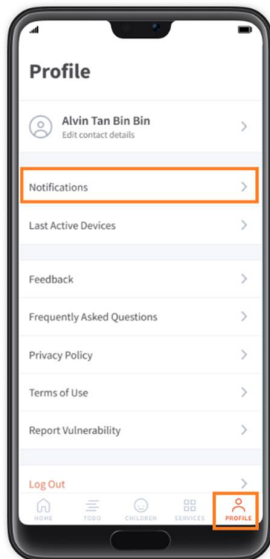 Profile
Alvin Tan Bin Bin
Edit contact details
Notifications
Last Active Devices
Feedback
Frequently Asked Questions
Privacy Policy
Terms of Use
Report Vulnerability
Log Out
HOME TODO CHILDREN SERVICES PROFILE